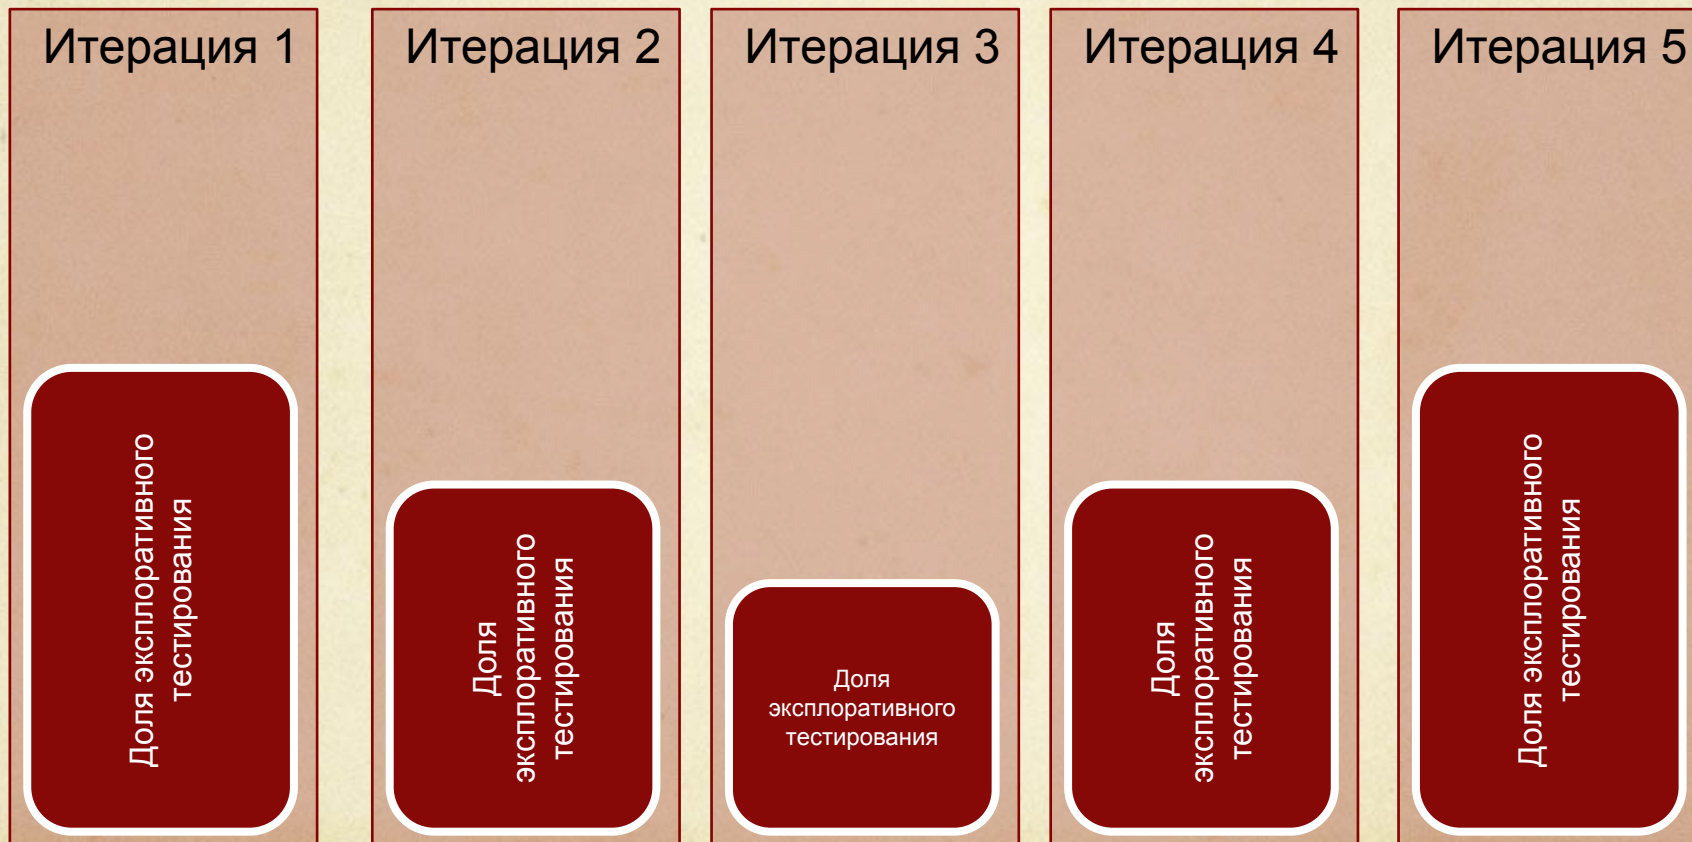 Итерация 1
Итерация 2
Итерация 3
Итерация 4
Итерация 5
Доля эксплоративного
тестирования
Доля
эксплоративного
тестирования
Доля
эксплоративного
тестирования
Доля
эксплоративного
тестирования
Доля эксплоративного
тестирования